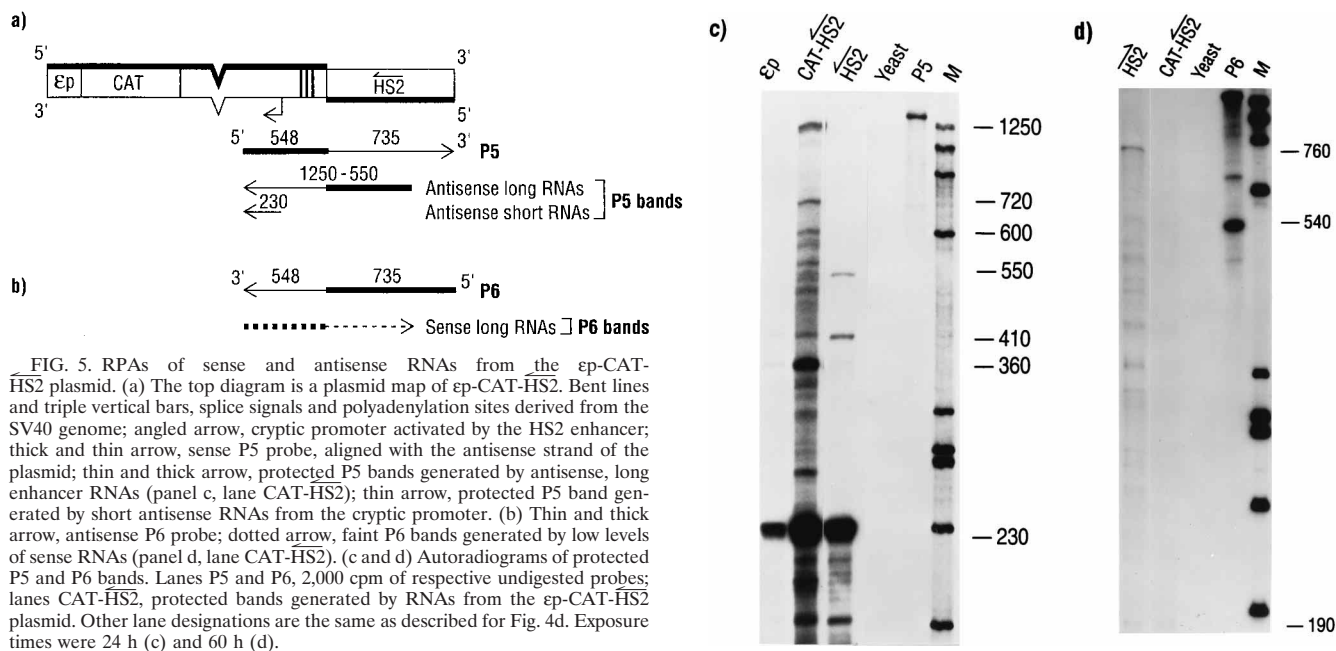 a)
5'
3'
εp
CAT
HS2
3'
5'
5'
548
735
3'
P5
1250 - 550
Antisense long RNAs
230
Antisense short RNAs
P5 bands
b)
3'
548
735
5'
P6
Sense long RNAs
P6 bands
FIG. 5. RPAs of sense and antisense RNAs from the εp-CAT-
HS2 plasmid. (a) The top diagram is a plasmid map of εp-CAT-HS2. Bent lines
and triple vertical bars, splice signals and polyadenylation sites derived from the
SV40 genome; angled arrow, cryptic promoter activated by the HS2 enhancer;
thick and thin arrow, sense P5 probe, aligned with the antisense strand of the
plasmid; thin and thick arrow, protected P5 bands generated by antisense, long
enhancer RNAs (panel c, lane CAT-HS2); thin arrow, protected P5 band gen-
erated by short antisense RNAs from the cryptic promoter. (b) Thin and thick
arrow, antisense P6 probe; dotted arrow, faint P6 bands generated by low levels
of sense RNAs (panel d, lane CAT-HS2). (c and d) Autoradiograms of protected
P5 and P6 bands. Lanes P5 and P6, 2,000 cpm of respective undigested probes;
lanes CAT-HS2, protected bands generated by RNAs from the εp-CAT-HS2
plasmid. Other lane designations are the same as described for Fig. 4d. Exposure
times were 24 h (c) and 60 h (d).
c)
εp
CAT-HS2
HS2
Yeast
P5
M
– 1250
– 720
– 600
– 550
– 410
– 360
– 230
d)
HS2
CAT-HS2
Yeast
P6
M
– 760
– 540
– 190